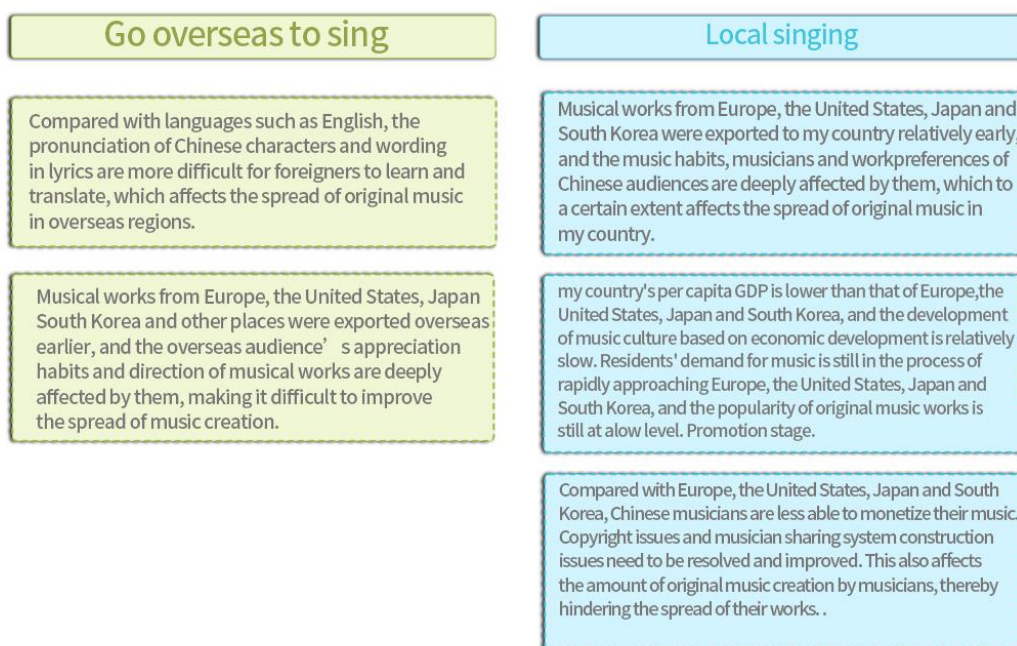 Go overseas to sing
Compared with languages such as English, the
pronunciation of Chinese characters and wording
in lyrics are more difficult for foreigners to learn and
translate, which affects the spread of original music
in overseas regions.
Musical works from Europe, the United States, Japan
South Korea and other places were exported overseas
earlier, and the overseas audience’ s appreciation
habits and direction of musical works are deeply
affected by them, making it difficult to improve
the spread of music creation.
Local singing
Musical works from Europe, the United States, Japan and
South Korea were exported to my country relatively early,
and the music habits, musicians and workpreferences of
Chinese audiences are deeply affected by them, which to
a certain extent affects the spread of original music in
my country.
my country's per capita GDP is lower than that of Europe,the
United States, Japan and South Korea, and the development
of music culture based on economic development is relatively
slow. Residents' demand for music is still in the process of
rapidly approaching Europe, the United States, Japan and
South Korea, and the popularity of original music works is
still at alow level. Promotion stage.
Compared with Europe, the United States, Japan and South
Korea, Chinese musicians are less able to monetize their music.
Copyright issues and musician sharing system construction
issues need to be resolved and improved. This also affects
the amount of original music creation by musicians, thereby
hindering the spread of their works. .